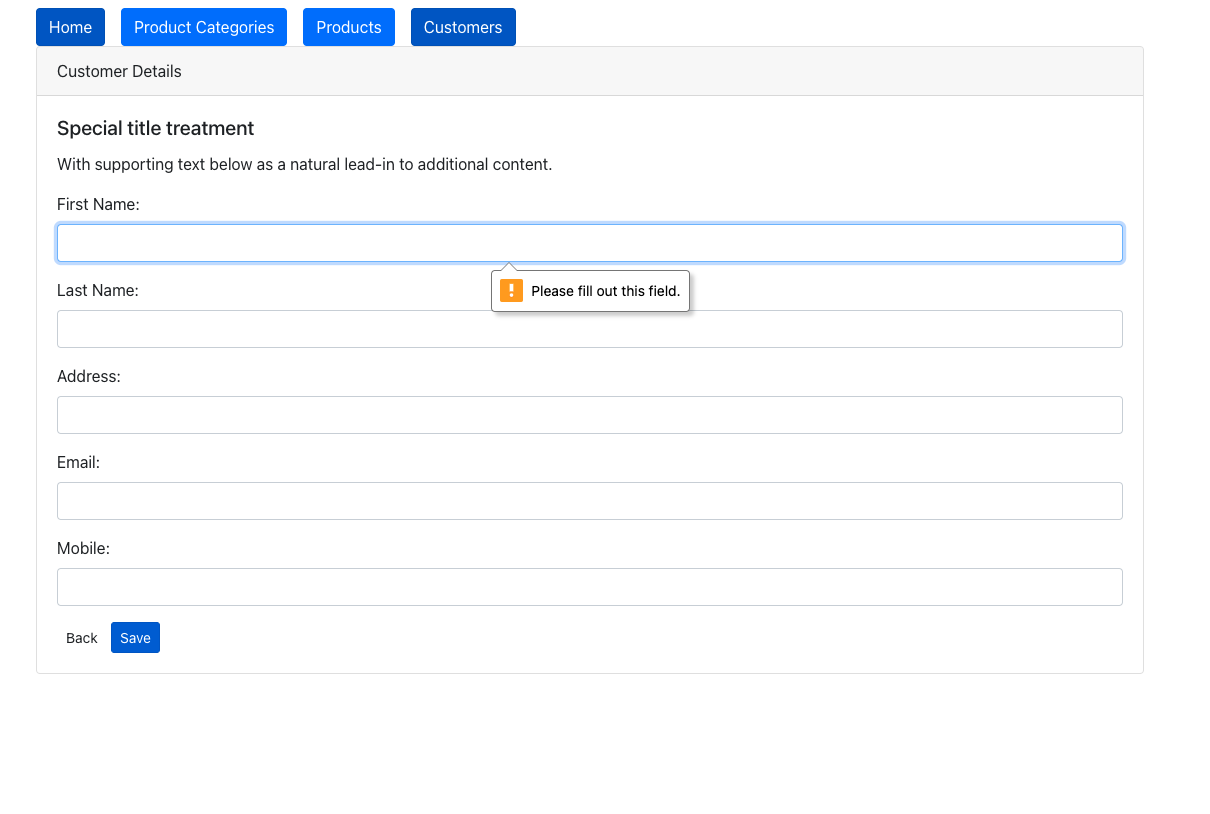 Home Product Categories Products Customers
Customer Details
Special title treatment
With supporting text below as a natural lead-in to additional content.
First Name:
Please fill out this field.
Last Name:
Address:
Email:
Mobile:
Back Save